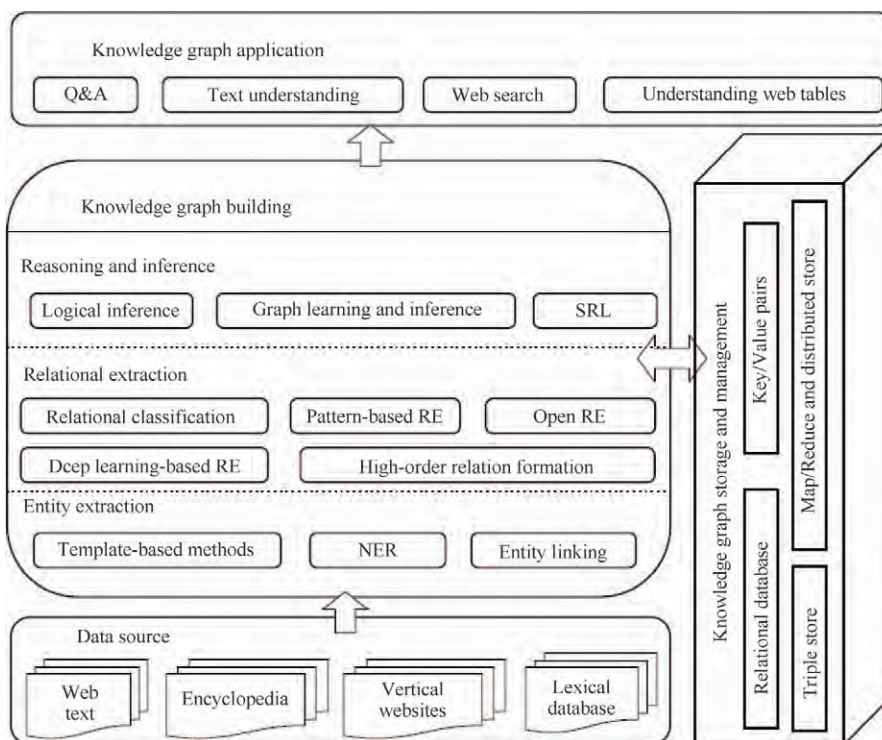 Knowledge graph application
Q&A
Text understanding
Web search
Understanding web tables
Knowledge graph building
Reasoning and inference
Logical inference
Graph learning and inference
SRL
Relational extraction
Relational classification
Pattern-based RE
Open RE
Dcep learning-based RE
High-order relation formation
Entity extraction
Template-based methods
NER
Entity linking
Data source
Web
text
Encyclopedia
Vertical
websites
Lexical
database
Knowledge graph storage and management
Key/Value pairs
Relational database
Map/Reduce and distributed store
Triple store